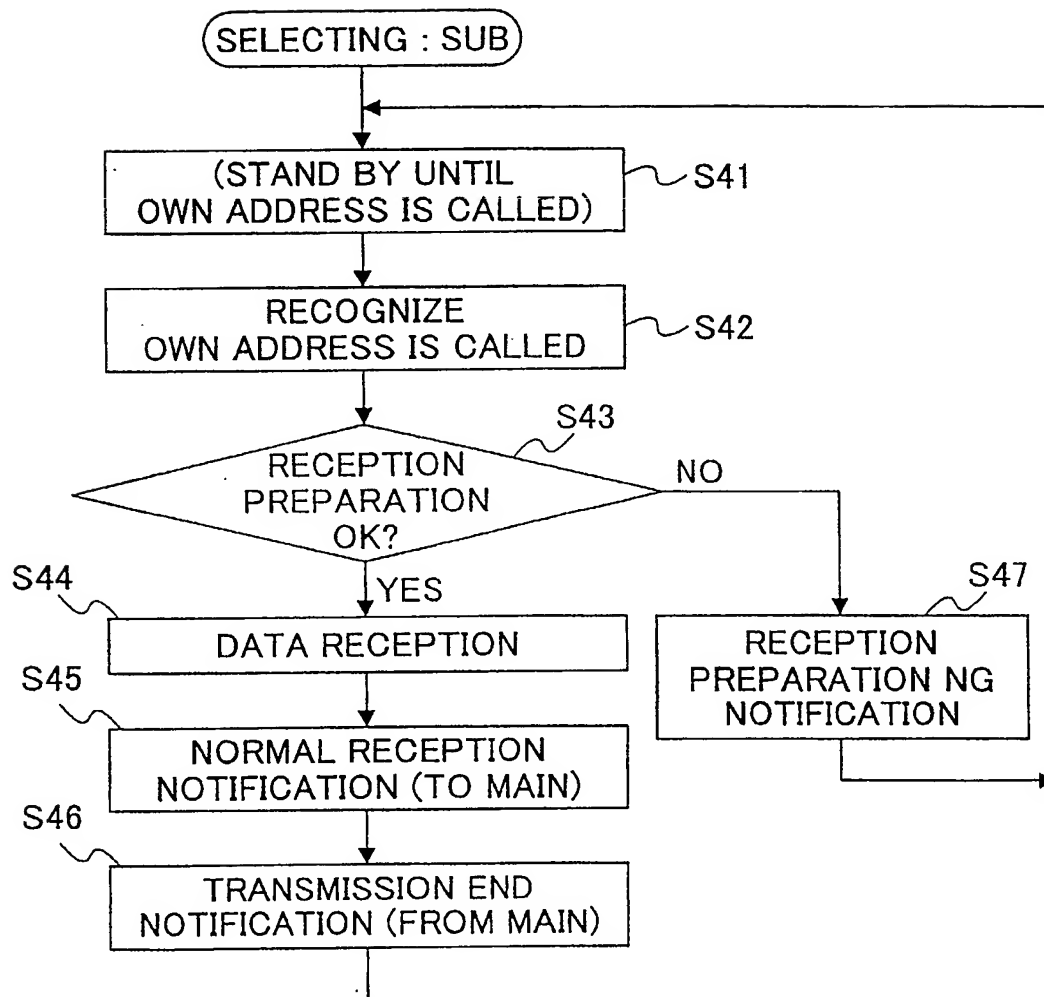 SELECTING : SUB
(STAND BY UNTIL
OWN ADDRESS IS CALLED)
S41
RECOGNIZE
OWN ADDRESS IS CALLED
S42
S43
RECEPTION
PREPARATION
OK?
NO
YES
S44
DATA RECEPTION
S47
RECEPTION
PREPARATION NG
NOTIFICATION
S45
NORMAL RECEPTION
NOTIFICATION (TO MAIN)
S46
TRANSMISSION END
NOTIFICATION (FROM MAIN)